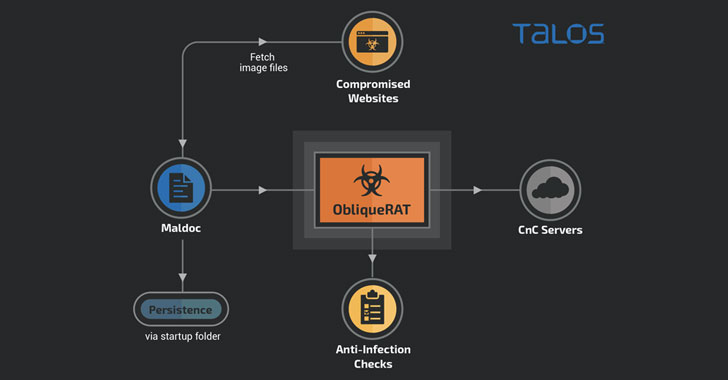 TALOS
Fetch
image files
Compromised
Websites
Maldoc
ObliqueRAT
CnC Servers
Persistence
via startup folder
Anti-Infection
Checks